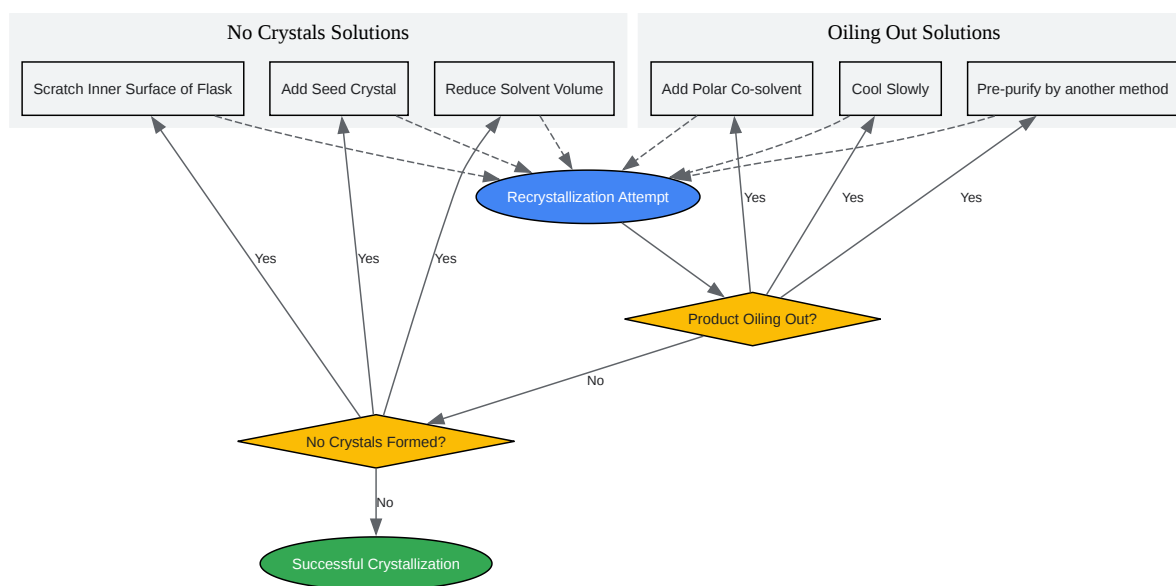 No Crystals Solutions
Oiling Out Solutions
Scratch Inner Surface of Flask
Add Seed Crystal
Reduce Solvent Volume
Add Polar Co-solvent
Cool Slowly
Pre-purify by another method
Recrystallization Attempt
Yes
Yes
Yes
Yes
Yes
Yes
Product Oiling Out?
No
No Crystals Formed?
No
Successful Crystallization